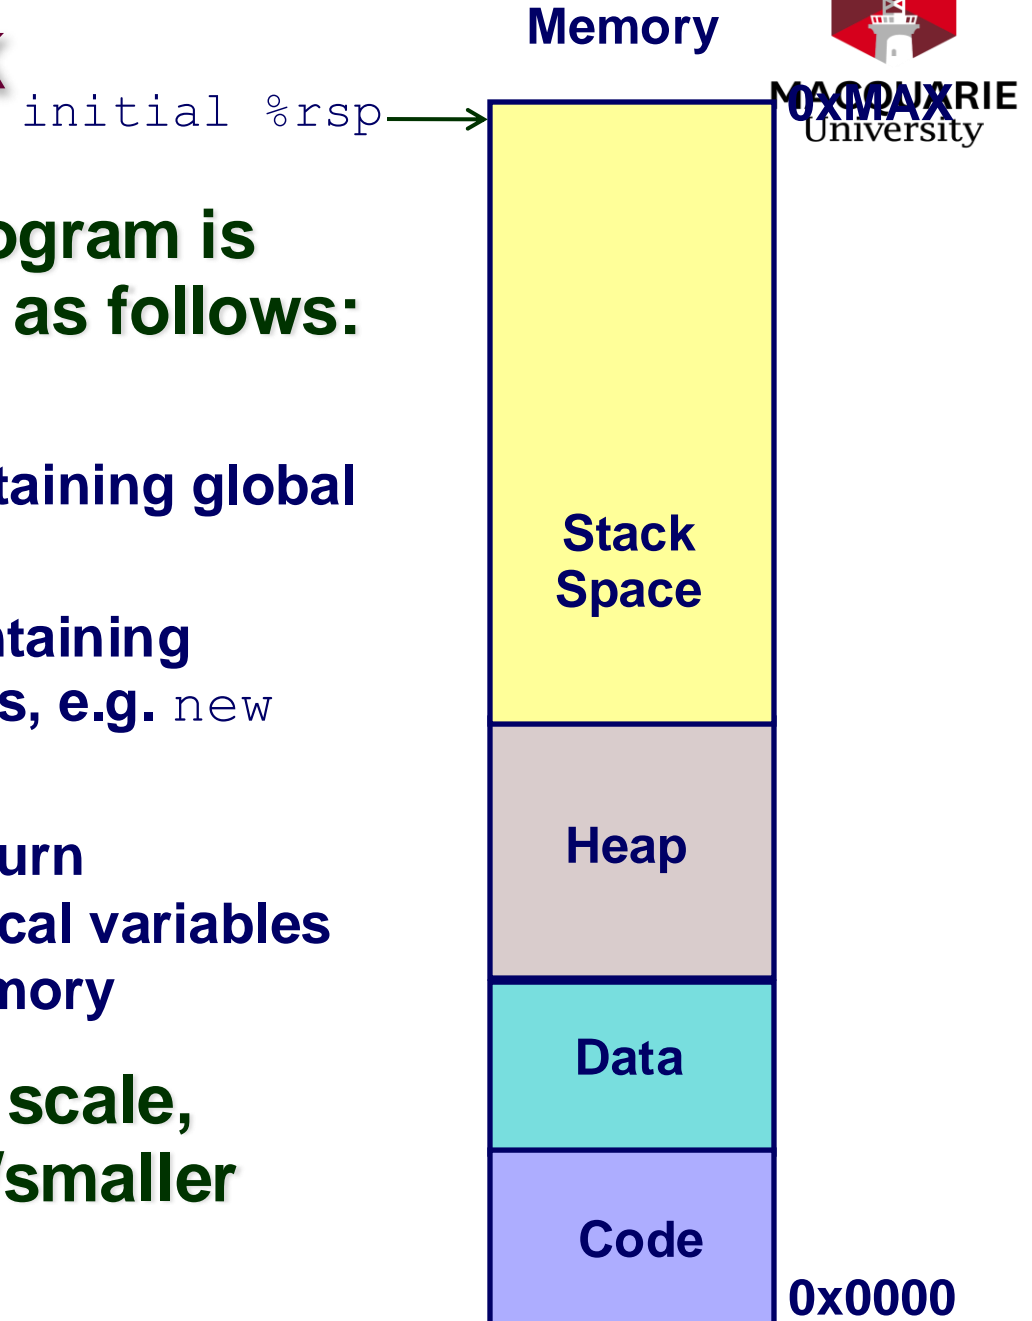 Memory
MACQUARIE
University
0xMAX
initial %rsp
ogram is
as follows:
taining global
ntaining
s, e.g. new
urn
cal variables
mory
scale,
/smaller
Stack
Space
Heap
Data
Code
0x0000